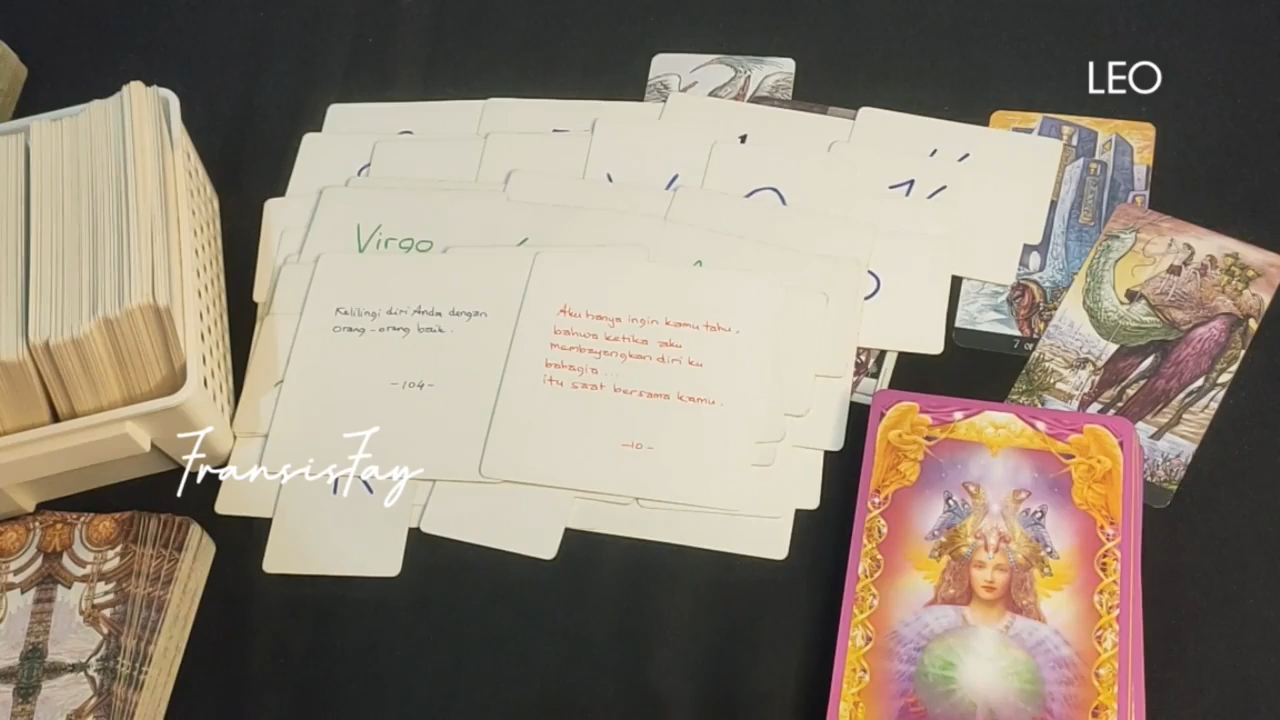 LEO
Virgo
Kelilingi diri Anda dengan
orang-orang baik.
-104-
Aku hanya ingin kamu tahu,
bahwa ketika aku
membayangkan diri ku
bahagia ...
itu saat bersama kamu.
-10-
FransisFay